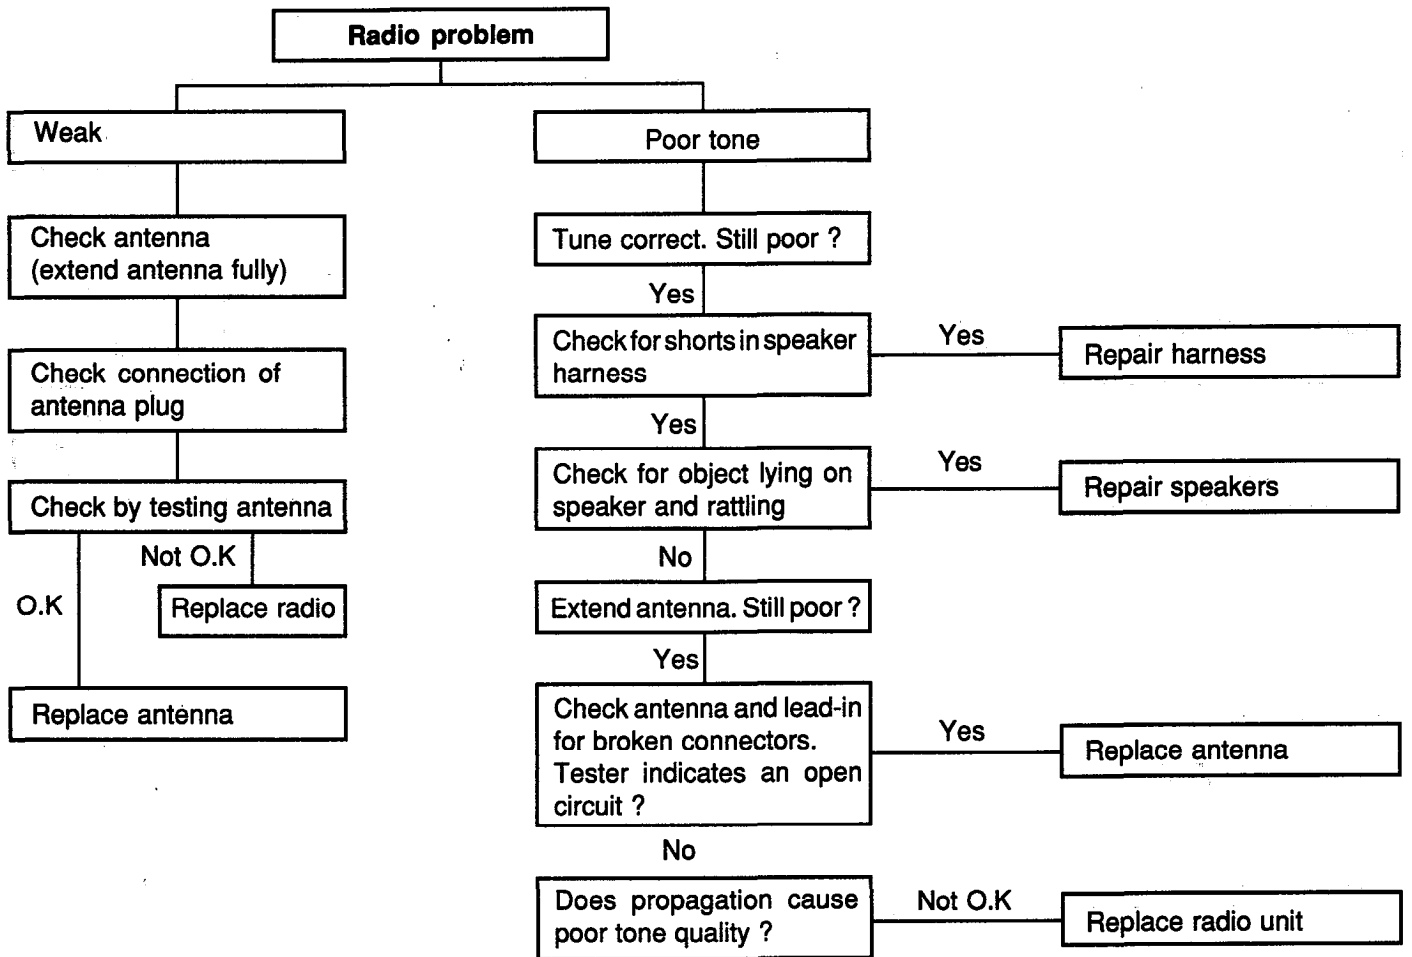 Radio problem
Weak
Check antenna
(extend antenna fully)
Check connection of
antenna plug
Check by testing antenna
Not O.K
O.K
Replace radio
Replace antenna
Poor tone
Tune correct. Still poor ?
Yes
Check for shorts in speaker
harness
Yes
Repair harness
Yes
Check for object lying on
speaker and rattling
Yes
Repair speakers
No
Extend antenna. Still poor ?
Yes
Check antenna and lead-in
for broken connectors.
Tester indicates an open
circuit ?
Yes
Replace antenna
No
Does propagation cause
poor tone quality ?
Not O.K
Replace radio unit